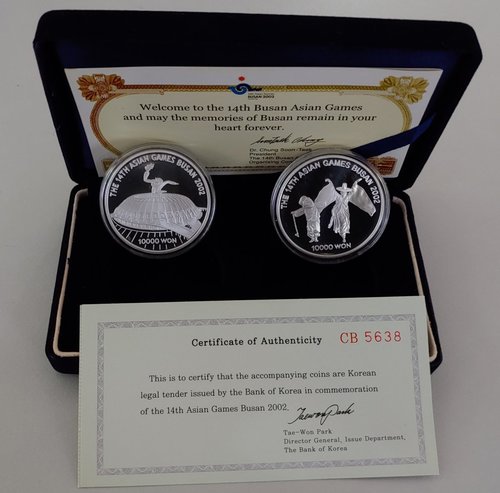 BUSAN 2002
Welcome to the 14th Busan Asian Games
and may the memories of Busan remain in your
heart forever.
Dr. Chung Soon-Taek
President
The 14th Busan
Organizing
THE 14TH ASIAN GAMES BUSAN 2002
10000 WON
THE 14TH ASIAN GAMES BUSAN 2002
10000 WON
Certificate of Authenticity CB 5638
This is to certify that the accompanying coins are Korean
legal tender issued by the Bank of Korea in commemoration
of the 14th Asian Games Busan 2002.
Taewon Park
Tae-Won Park
Director General, Issue Department,
The Bank of Korea